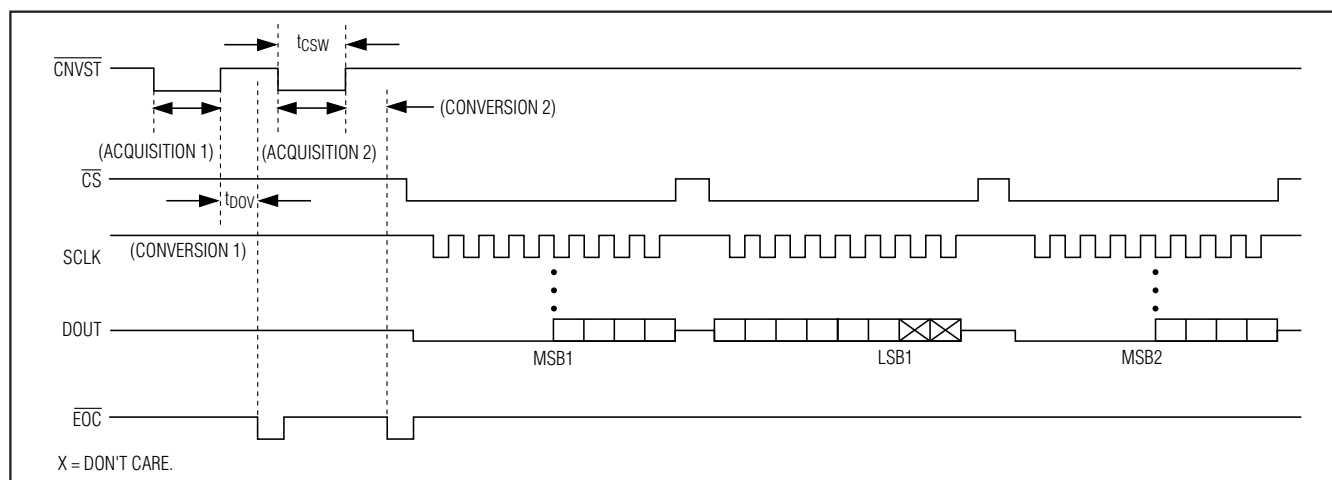 tCSW
CNVST
(CONVERSION 2)
(ACQUISITION 1)
(ACQUISITION 2)
CS
tDOV
(CONVERSION 1)
SCLK
DOUT
MSB1
LSB1
MSB2
EOC
X = DON'T CARE.